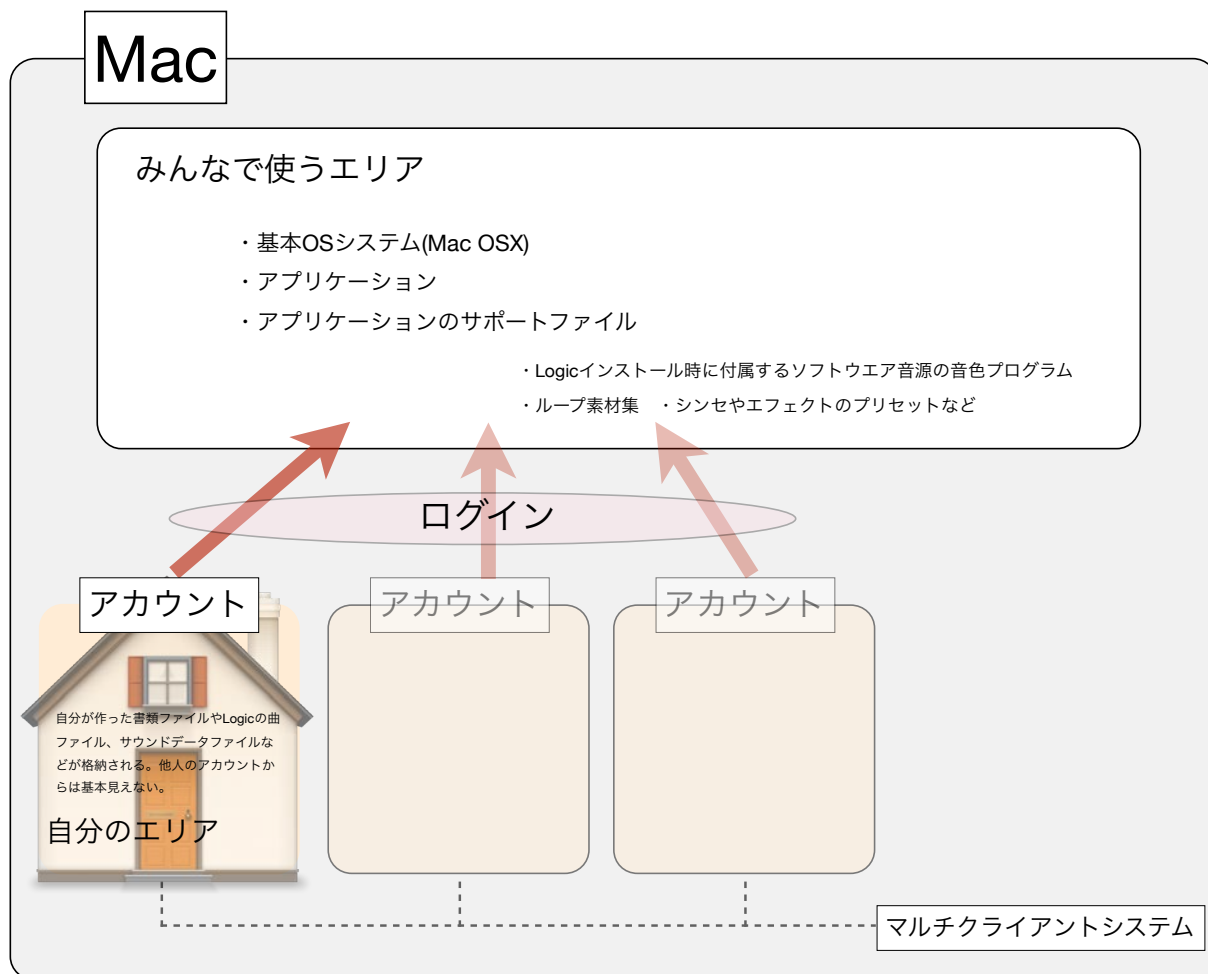 Mac
みんなで使うエリア
・基本OSシステム(Mac OSX)
・アプリケーション
・アプリケーションのサポートファイル
・Logicインストール時に付属するソフトウエア音源の音色プログラム
・ループ素材集　・シンセやエフェクトのプリセットなど
ログイン
アカウント
アカウント
アカウント
自分が作った書類ファイルやLogicの曲
ファイル、サウンドデータファイルな
どが格納される。他人のアカウントか
らは基本見えない。
自分のエリア
マルチクライアントシステム